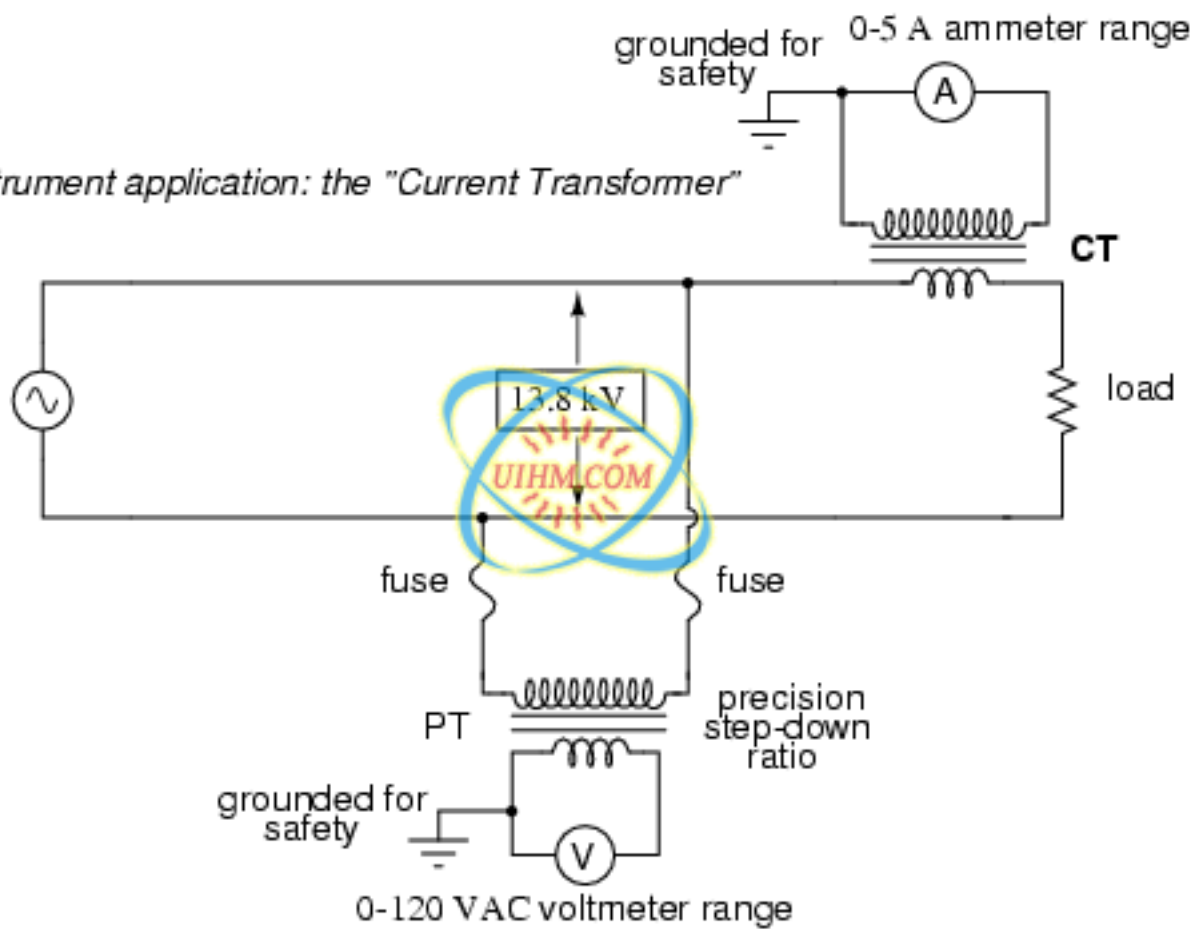 0-5 A ammeter range
grounded for
safety
A
trument application: the "Current Transformer"
CT
13.8 kV
load
UIHM.COM
fuse
fuse
PT
precision
step-down
ratio
grounded for
safety
V
0-120 VAC voltmeter range